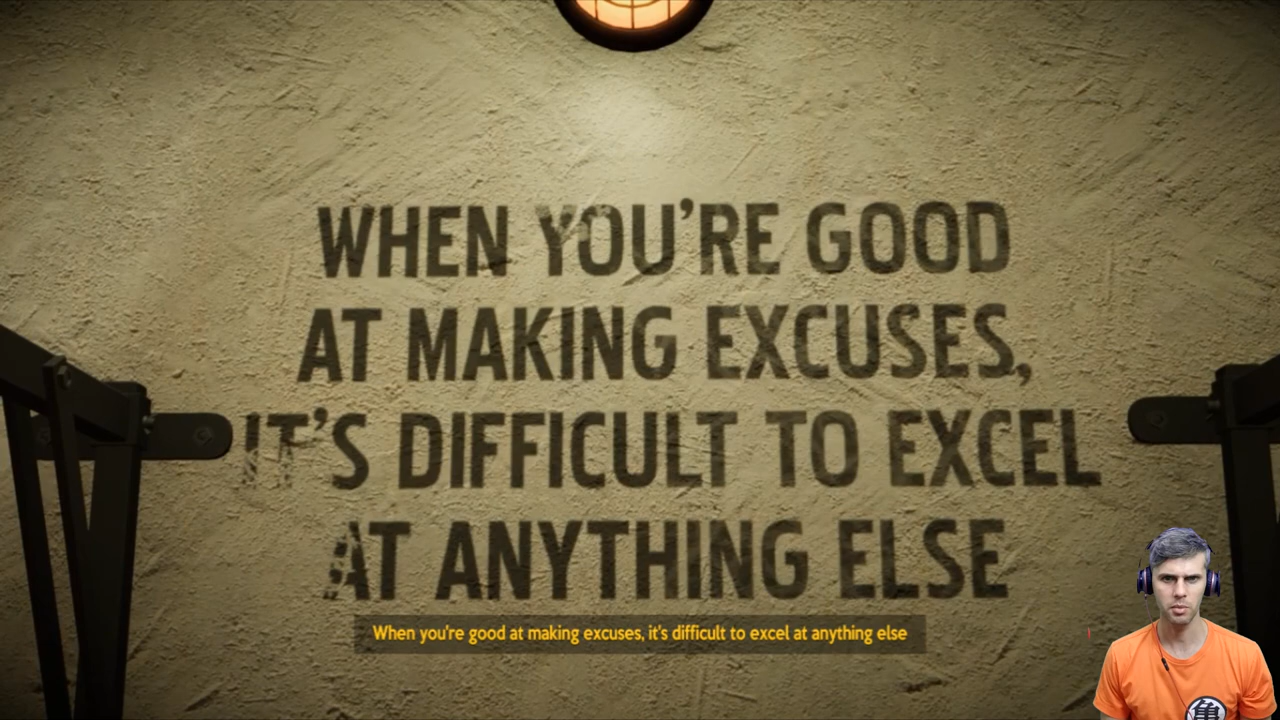 WHEN YOU'RE GOOD
AT MAKING EXCUSES,
IT'S DIFFICULT TO EXCEL
AT ANYTHING ELSE
When you're good at making excuses, it's difficult to excel at anything else
亀